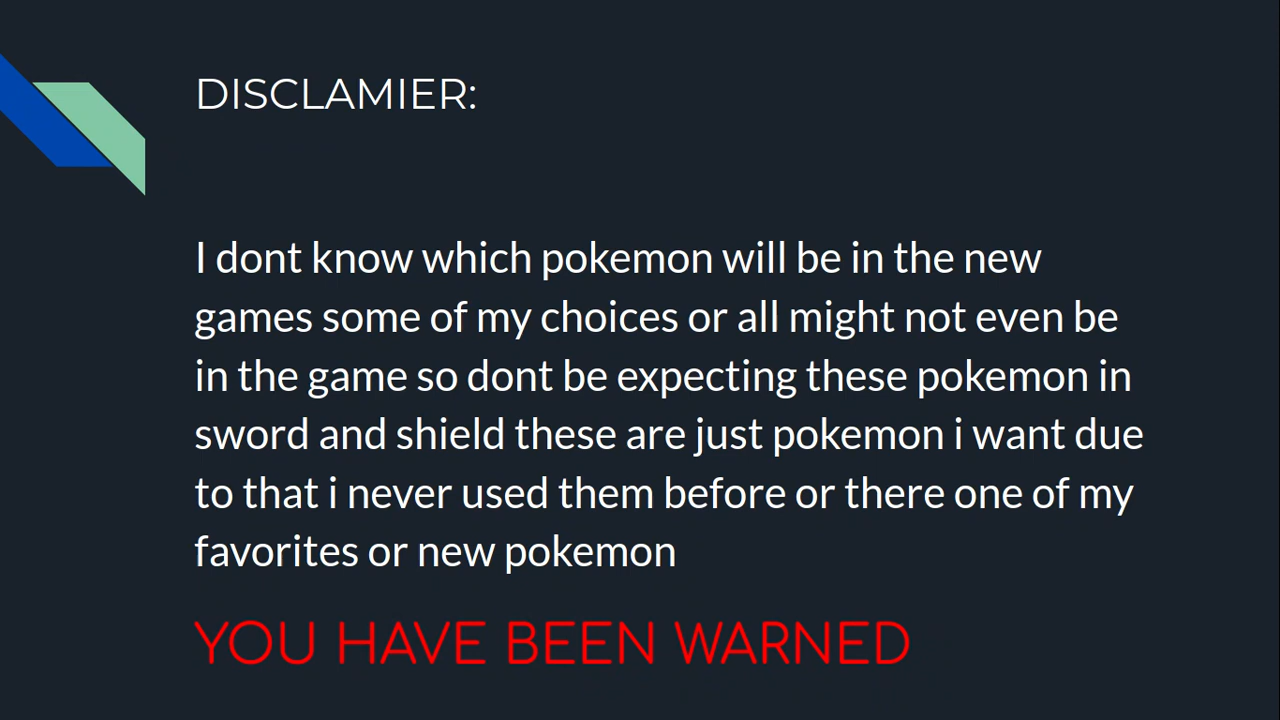 DISCLAMIER:
I dont know which pokemon will be in the new
games some of my choices or all might not even be
in the game so dont be expecting these pokemon in
sword and shield these are just pokemon i want due
to that i never used them before or there one of my
favorites or new pokemon
YOU HAVE BEEN WARNED